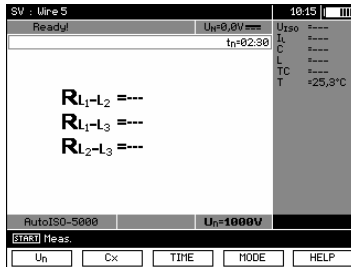 SV : Wire 5 10:15
Ready! UN=0,0V
tn=02:30
UISO =---
IL =---
C =---
L =---
TC =---
T =25,3°C
RL1-L2 =---
RL1-L3 =---
RL2-L3 =---
AutoISO-5000 Un=1000V
START Meas.
Un Cx TIME MODE HELP